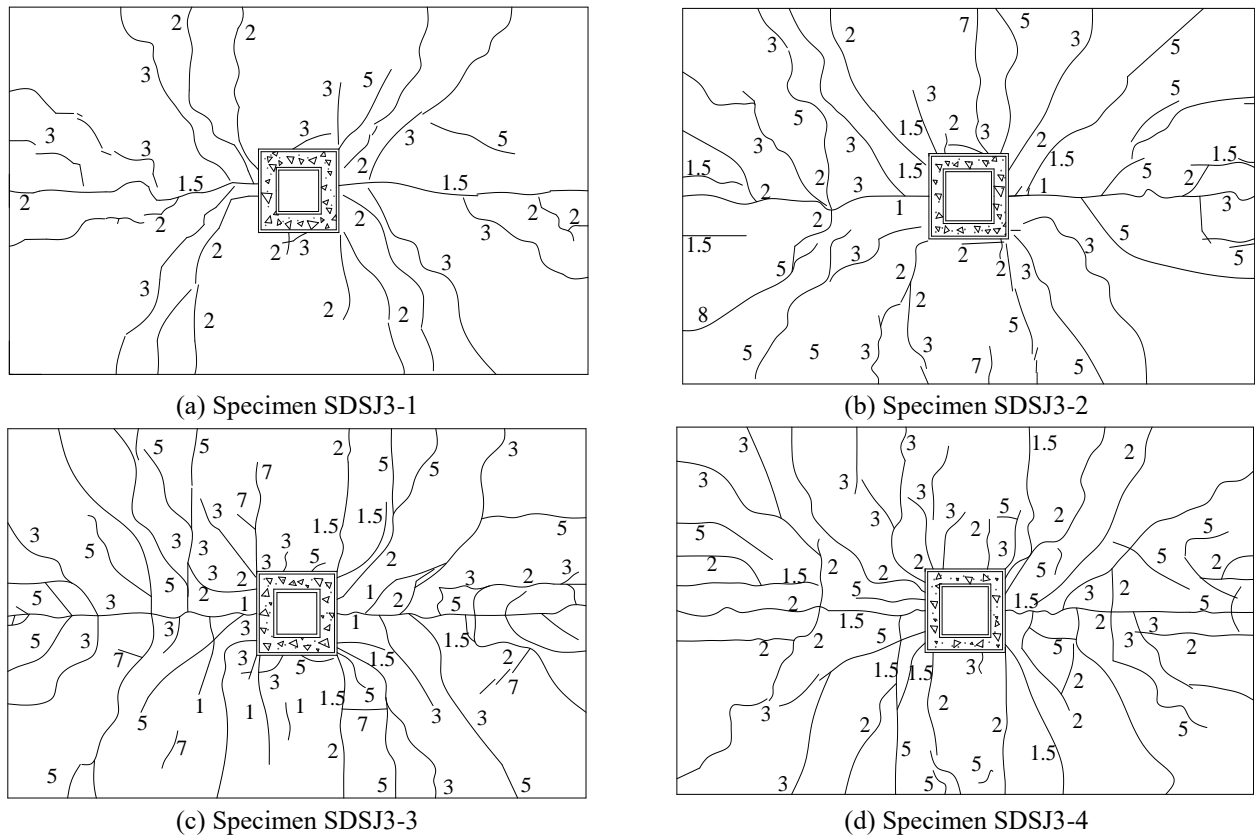 2 2
3 5 3
3 3 5
3 3 2
1.5 1.5
2 2 2
2 2 3
2 2 3 3
3
2 2 2
(a) Specimen SDSJ3-1
2 7 5
3 3
5 5 3
2 5 1.5 2 3 2
3 3 1.5 5 1.5
1.5 1.5
2 2 3 1 2
1 3
2 5
1.5 3 2
5 2 2 3 5
2 5
8
5 5 3 3 7 5
(b) Specimen SDSJ3-2
5 5 2 3
7 5 5
7
3 3 1.5 5
1.5
3 3 3 3
5 3 5 2 3
3 2 2
5 2
5 3 1 2 5
3 1
5 3 3 1.5
7 3 5 1.5 2
3 7
5 1.5
1 1 1 3 3
5 7
7 2
5 5 3
(c) Specimen SDSJ3-3
3 3 1.5 2
3 3 3 3
3 5
5 2 2
3 5
2 2 2 5 2
1.5
2 1.5 3 2
1.5 2 3
5 3 2
2 2 5
1.5 1.5 3
2 2
3 2 2
2 5
5 1.5
3 5 5
(d) Specimen SDSJ3-4